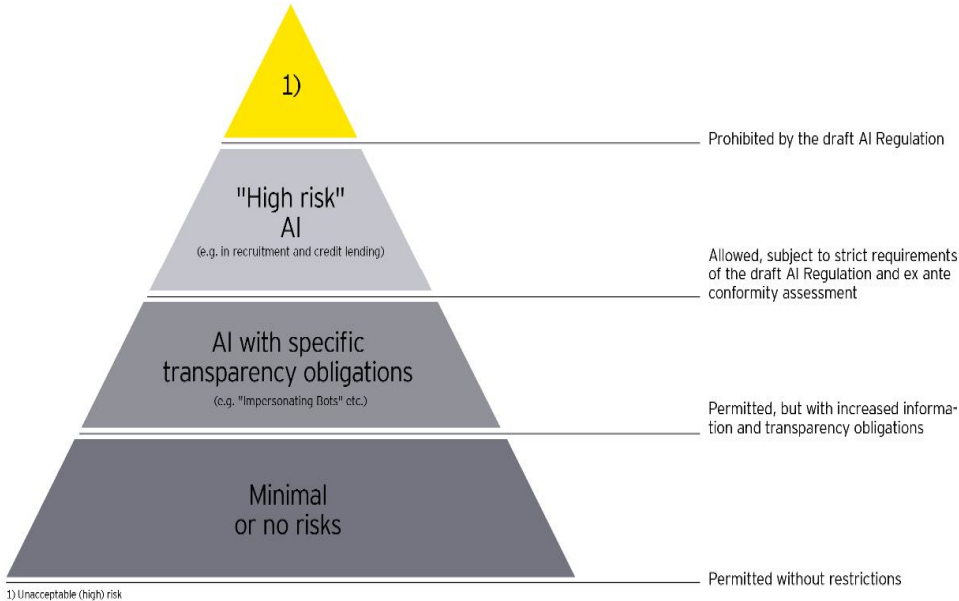 1)
Prohibited by the draft AI Regulation
"High risk"
AI
(e.g. in recruitment and credit lending)
Allowed, subject to strict requirements
of the draft AI Regulation and ex ante
conformity assessment
AI with specific
transparency obligations
(e.g. "Impersonating Bots" etc.)
Permitted, but with increased informa-
tion and transparency obligations
Minimal
or no risks
Permitted without restrictions
1) Unacceptable (high) risk